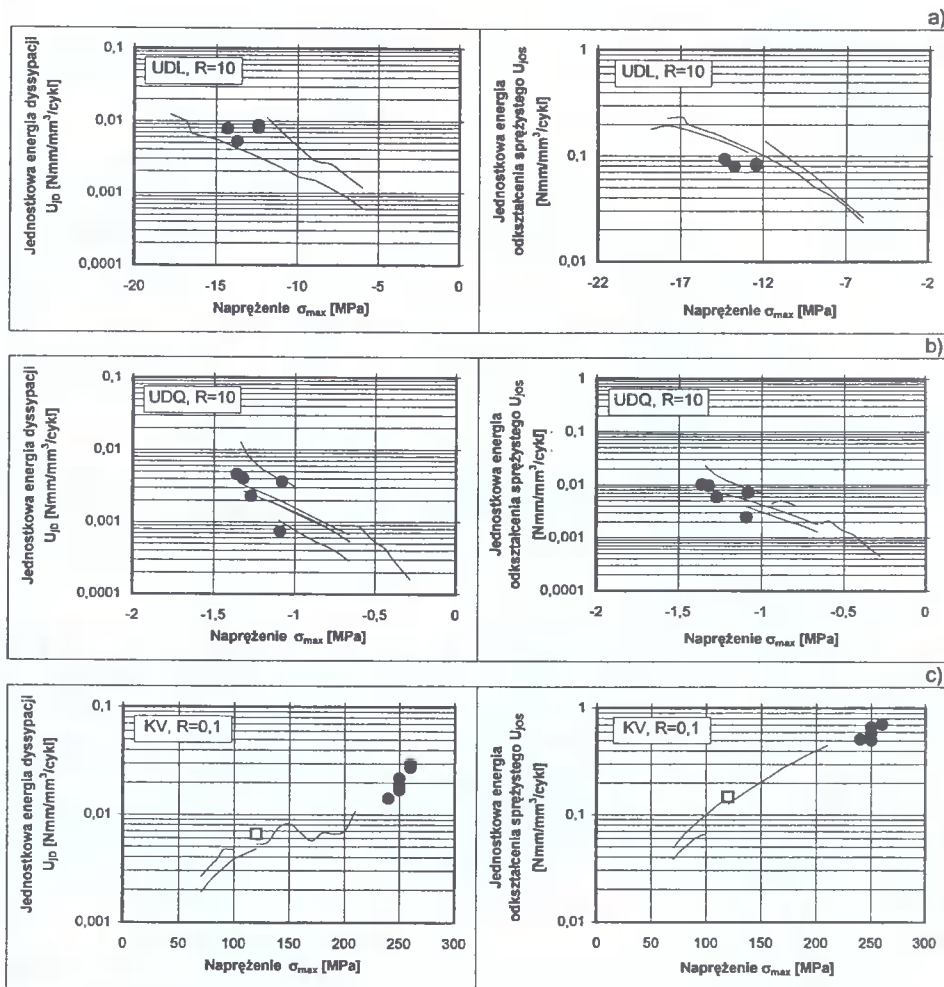 a)
Jednostkowa energia dyssypacji
U_jD [Nmm/mm³/cykl]
0,1
0,01
0,001
0,0001
UDL, R=10
-20
-15
-10
-5
0
Naprężenie σ_max [MPa]
Jednostkowa energia
odkształcenia sprężystego U_jos
[Nmm/mm³/cykl]
1
0,1
0,01
UDL, R=10
-22
-17
-12
-7
-2
Naprężenie σ_max [MPa]
b)
Jednostkowa energia dyssypacji
U_jD [Nmm/mm³/cykl]
0,1
0,01
0,001
0,0001
UDQ, R=10
-2
-1,5
-1
-0,5
0
Naprężenie σ_max [MPa]
Jednostkowa energia
odkształcenia sprężystego U_jos
[Nmm/mm³/cykl]
1
0,1
0,01
0,001
0,0001
UDQ, R=10
-2
-1,5
-1
-0,5
0
Naprężenie σ_max [MPa]
c)
Jednostkowa energia dyssypacji
U_jD [Nmm/mm³/cykl]
0,1
0,01
0,001
KV, R=0,1
0
50
100
150
200
250
300
Naprężenie σ_max [MPa]
Jednostkowa energia
odkształcenia sprężystego U_jos
[Nmm/mm³/cykl]
1
0,1
0,01
KV, R=0,1
0
50
100
150
200
250
300
Naprężenie σ_max [MPa]